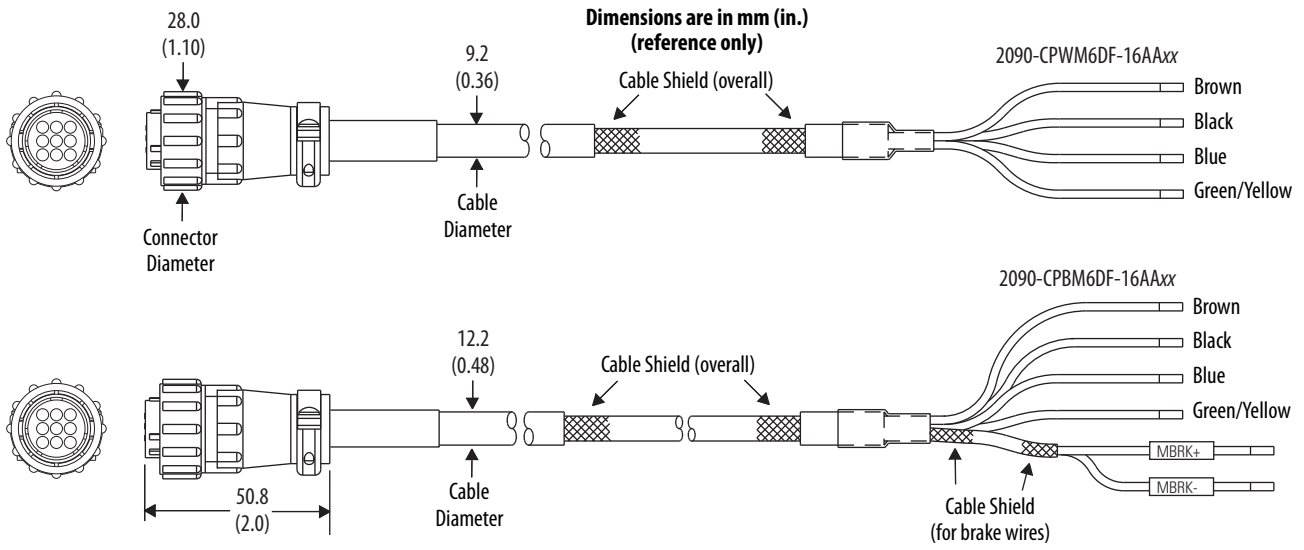 Dimensions are in mm (in.)
(reference only)
28.0
(1.10)
9.2
(0.36)
Cable Shield (overall)
2090-CPWM6DF-16AAxx
Brown
Black
Blue
Green/Yellow
Cable
Diameter
Connector
Diameter
2090-CPBM6DF-16AAxx
12.2
(0.48)
Cable Shield (overall)
Brown
Black
Blue
Green/Yellow
MBRK+
MBRK-
50.8
(2.0)
Cable
Diameter
Cable Shield
(for brake wires)